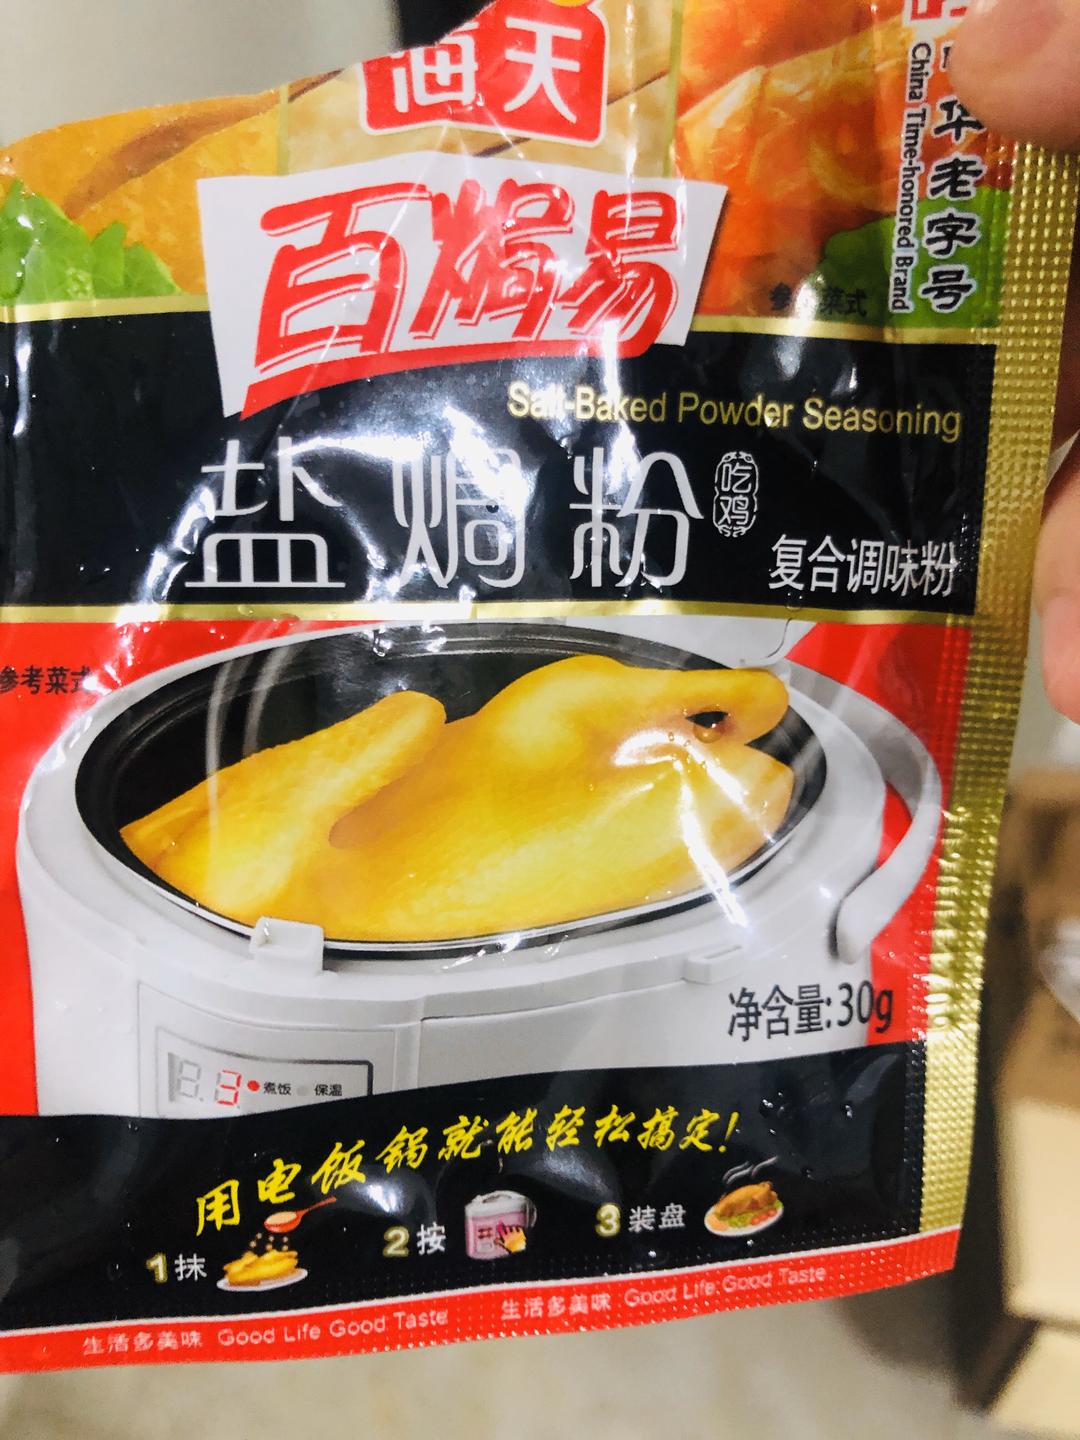 海天
中华老字号
China Time-honored Brand
百焗易
参考菜式
Salt-Baked Powder Seasoning
盐焗粉
吃鸡
复合调味粉
参考菜式
净含量:30g
煮饭 保温
用电饭锅就能轻松搞定!
1抹 2按 3装盘
生活多美味 Good Life Good Taste 生活多美味 Good Life Good Taste